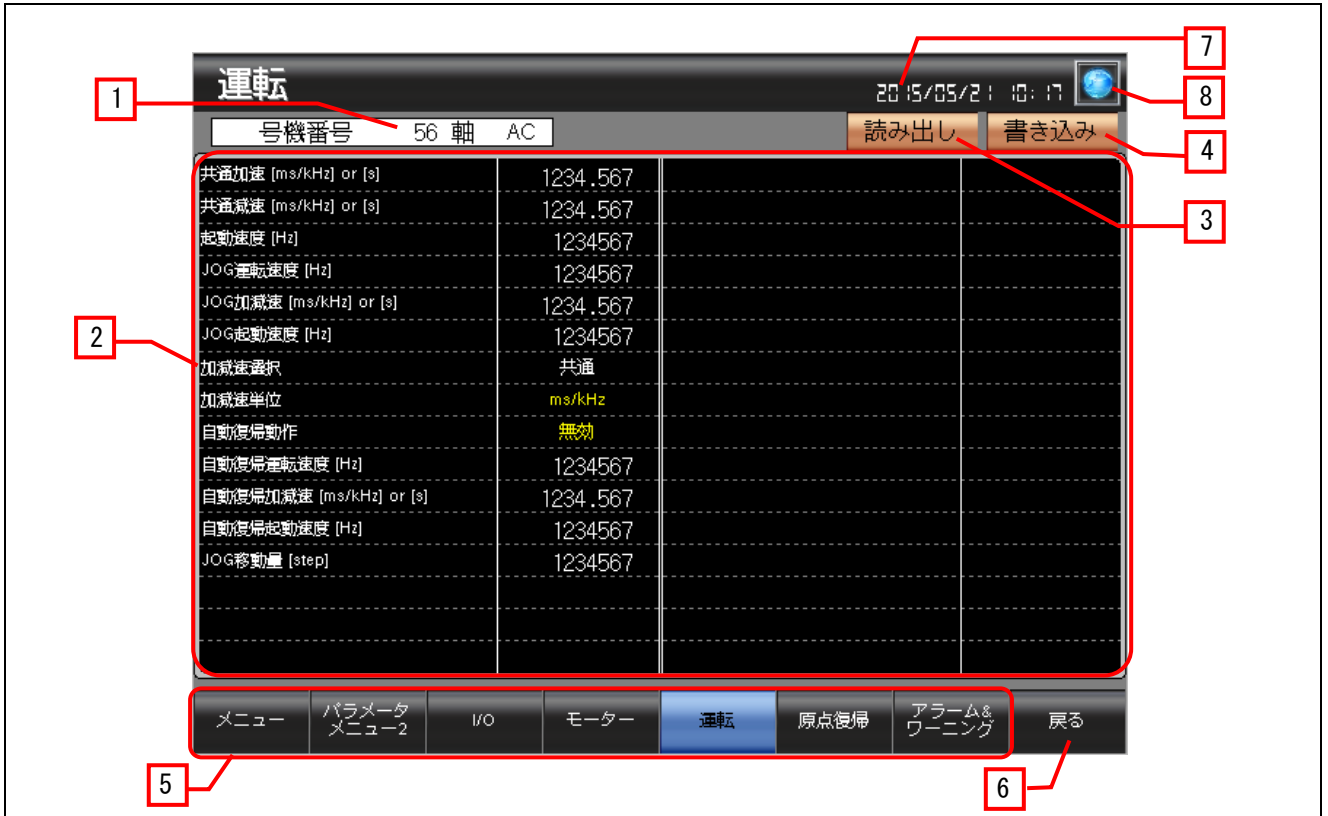 7
運転
2015/05/21 10:17
1
8
号機番号 56 軸 AC
読み出し
書き込み
4
共通加速 [ms/kHz] or [s] 1234.567
共通減速 [ms/kHz] or [s] 1234.567
3
起動速度 [Hz] 1234567
JOG運転速度 [Hz] 1234567
JOG加減速 [ms/kHz] or [s] 1234.567
2
JOG起動速度 [Hz] 1234567
加減速選択 共通
加減速単位 ms/kHz
自動復帰動作 無効
自動復帰運転速度 [Hz] 1234567
自動復帰加減速 [ms/kHz] or [s] 1234.567
自動復帰起動速度 [Hz] 1234567
JOG移動量 [step] 1234567
メニュー
パラメータ
メニュー2
I/O
モーター
運転
原点復帰
アラーム&
ワーニング
戻る
5
6